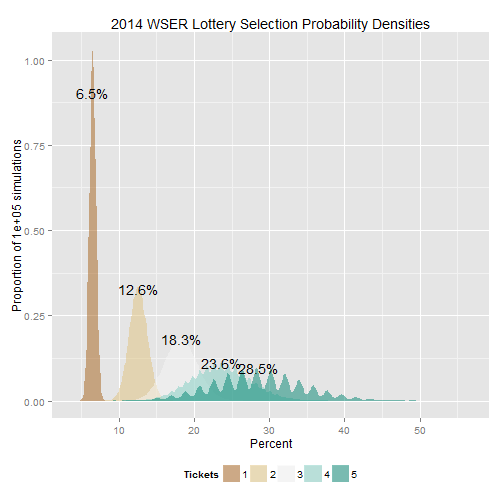 2014 WSER Lottery Selection Probability Densities
Proportion of 1e+05 simulations
1.00
0.75
0.50
0.25
0.00
6.5%
12.6%
18.3%
23.6%
28.5%
10 20 30 40 50
Percent
Tickets 1 2 3 4 5